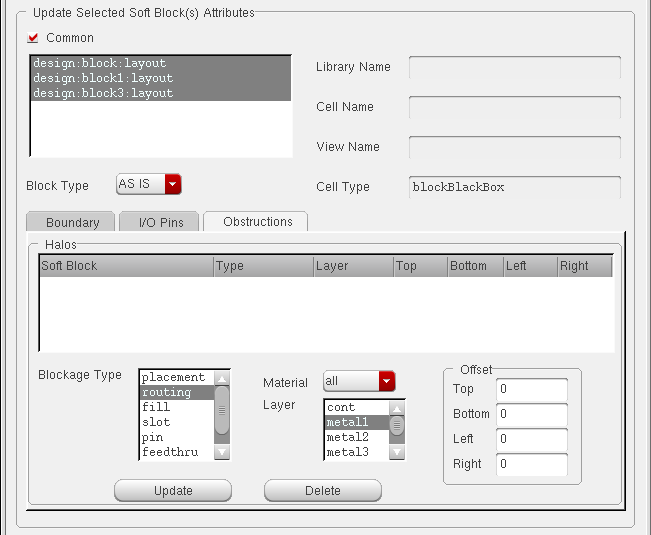 Update Selected Soft Block(s) Attributes
Common
design:block:layout
design:block1:layout
design:block3:layout
Library Name
Cell Name
View Name
Block Type AS IS
Cell Type blockBlackBox
Boundary I/O Pins Obstructions
Halos
Soft Block Type Layer Top Bottom Left Right
Blockage Type
placement
routing
fill
slot
pin
feedthru
Material all
Layer
cont
metal1
metal2
metal3
Offset
Top 0
Bottom 0
Left 0
Right 0
Update Delete